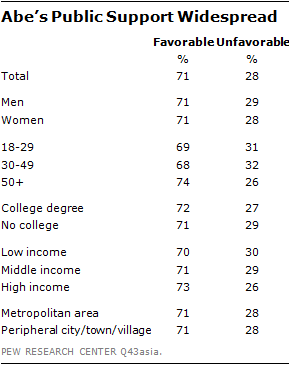 Abe's Public Support Widespread
Favorable Unfavorable
% %
Total 71 28
Men 71 29
Women 71 28
18-29 69 31
30-49 68 32
50+ 74 26
College degree 72 27
No college 71 29
Low income 70 30
Middle income 71 29
High income 73 26
Metropolitan area 71 28
Peripheral city/town/village 71 28
PEW RESEARCH CENTER Q43asia.